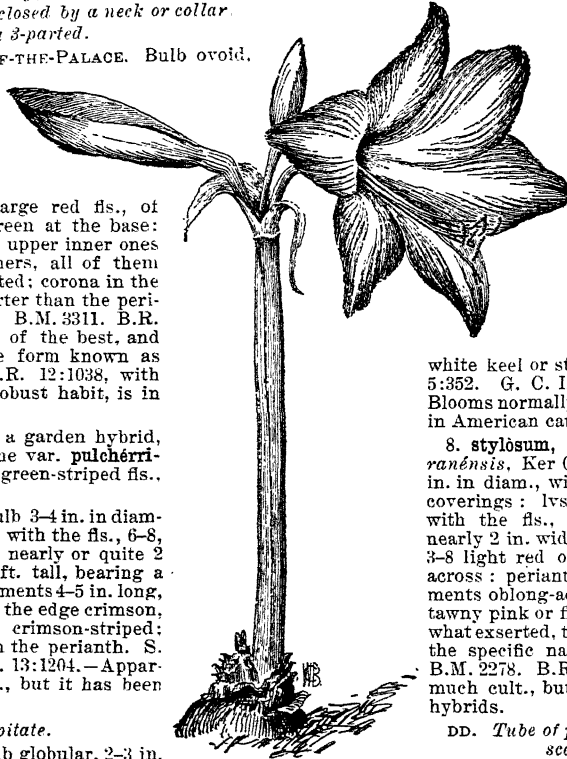 closed by a neck or collar
3-parted.
F-THE-PALACE. Bulb ovoid,
arge red fls., of
reen at the base:
upper inner ones
ners, all of them
ted; corona in the
rter than the peri-
B.M. 3311. B.R.
of the best, and
e form known as
.R. 12:1038, with
obust habit, is in
a garden hybrid,
ne var. pulchérri-
green-striped fls.,
ulb 3–4 in. in diam-
with the fls., 6–8,
nearly or quite 2
ft. tall, bearing a
ments 4–5 in. long,
the edge crimson,
crimson-striped;
n the perianth. S.
. 13:1204.—Appar-
., but it has been
pitate.
b globular, 2–3 in.
white keel or st
5:352. G. C. I
Blooms normally
in American ca
8. stylòsum,
ranénsis, Ker (
in. in diam., wi
coverings: lvs
with the fls.,
nearly 2 in. wid
3–8 light red o
across: periant
ments oblong-a
tawny pink or f
what exserted, t
the specific na
B.M. 2278. B.R
much cult., but
hybrids.
DD. Tube of
sc